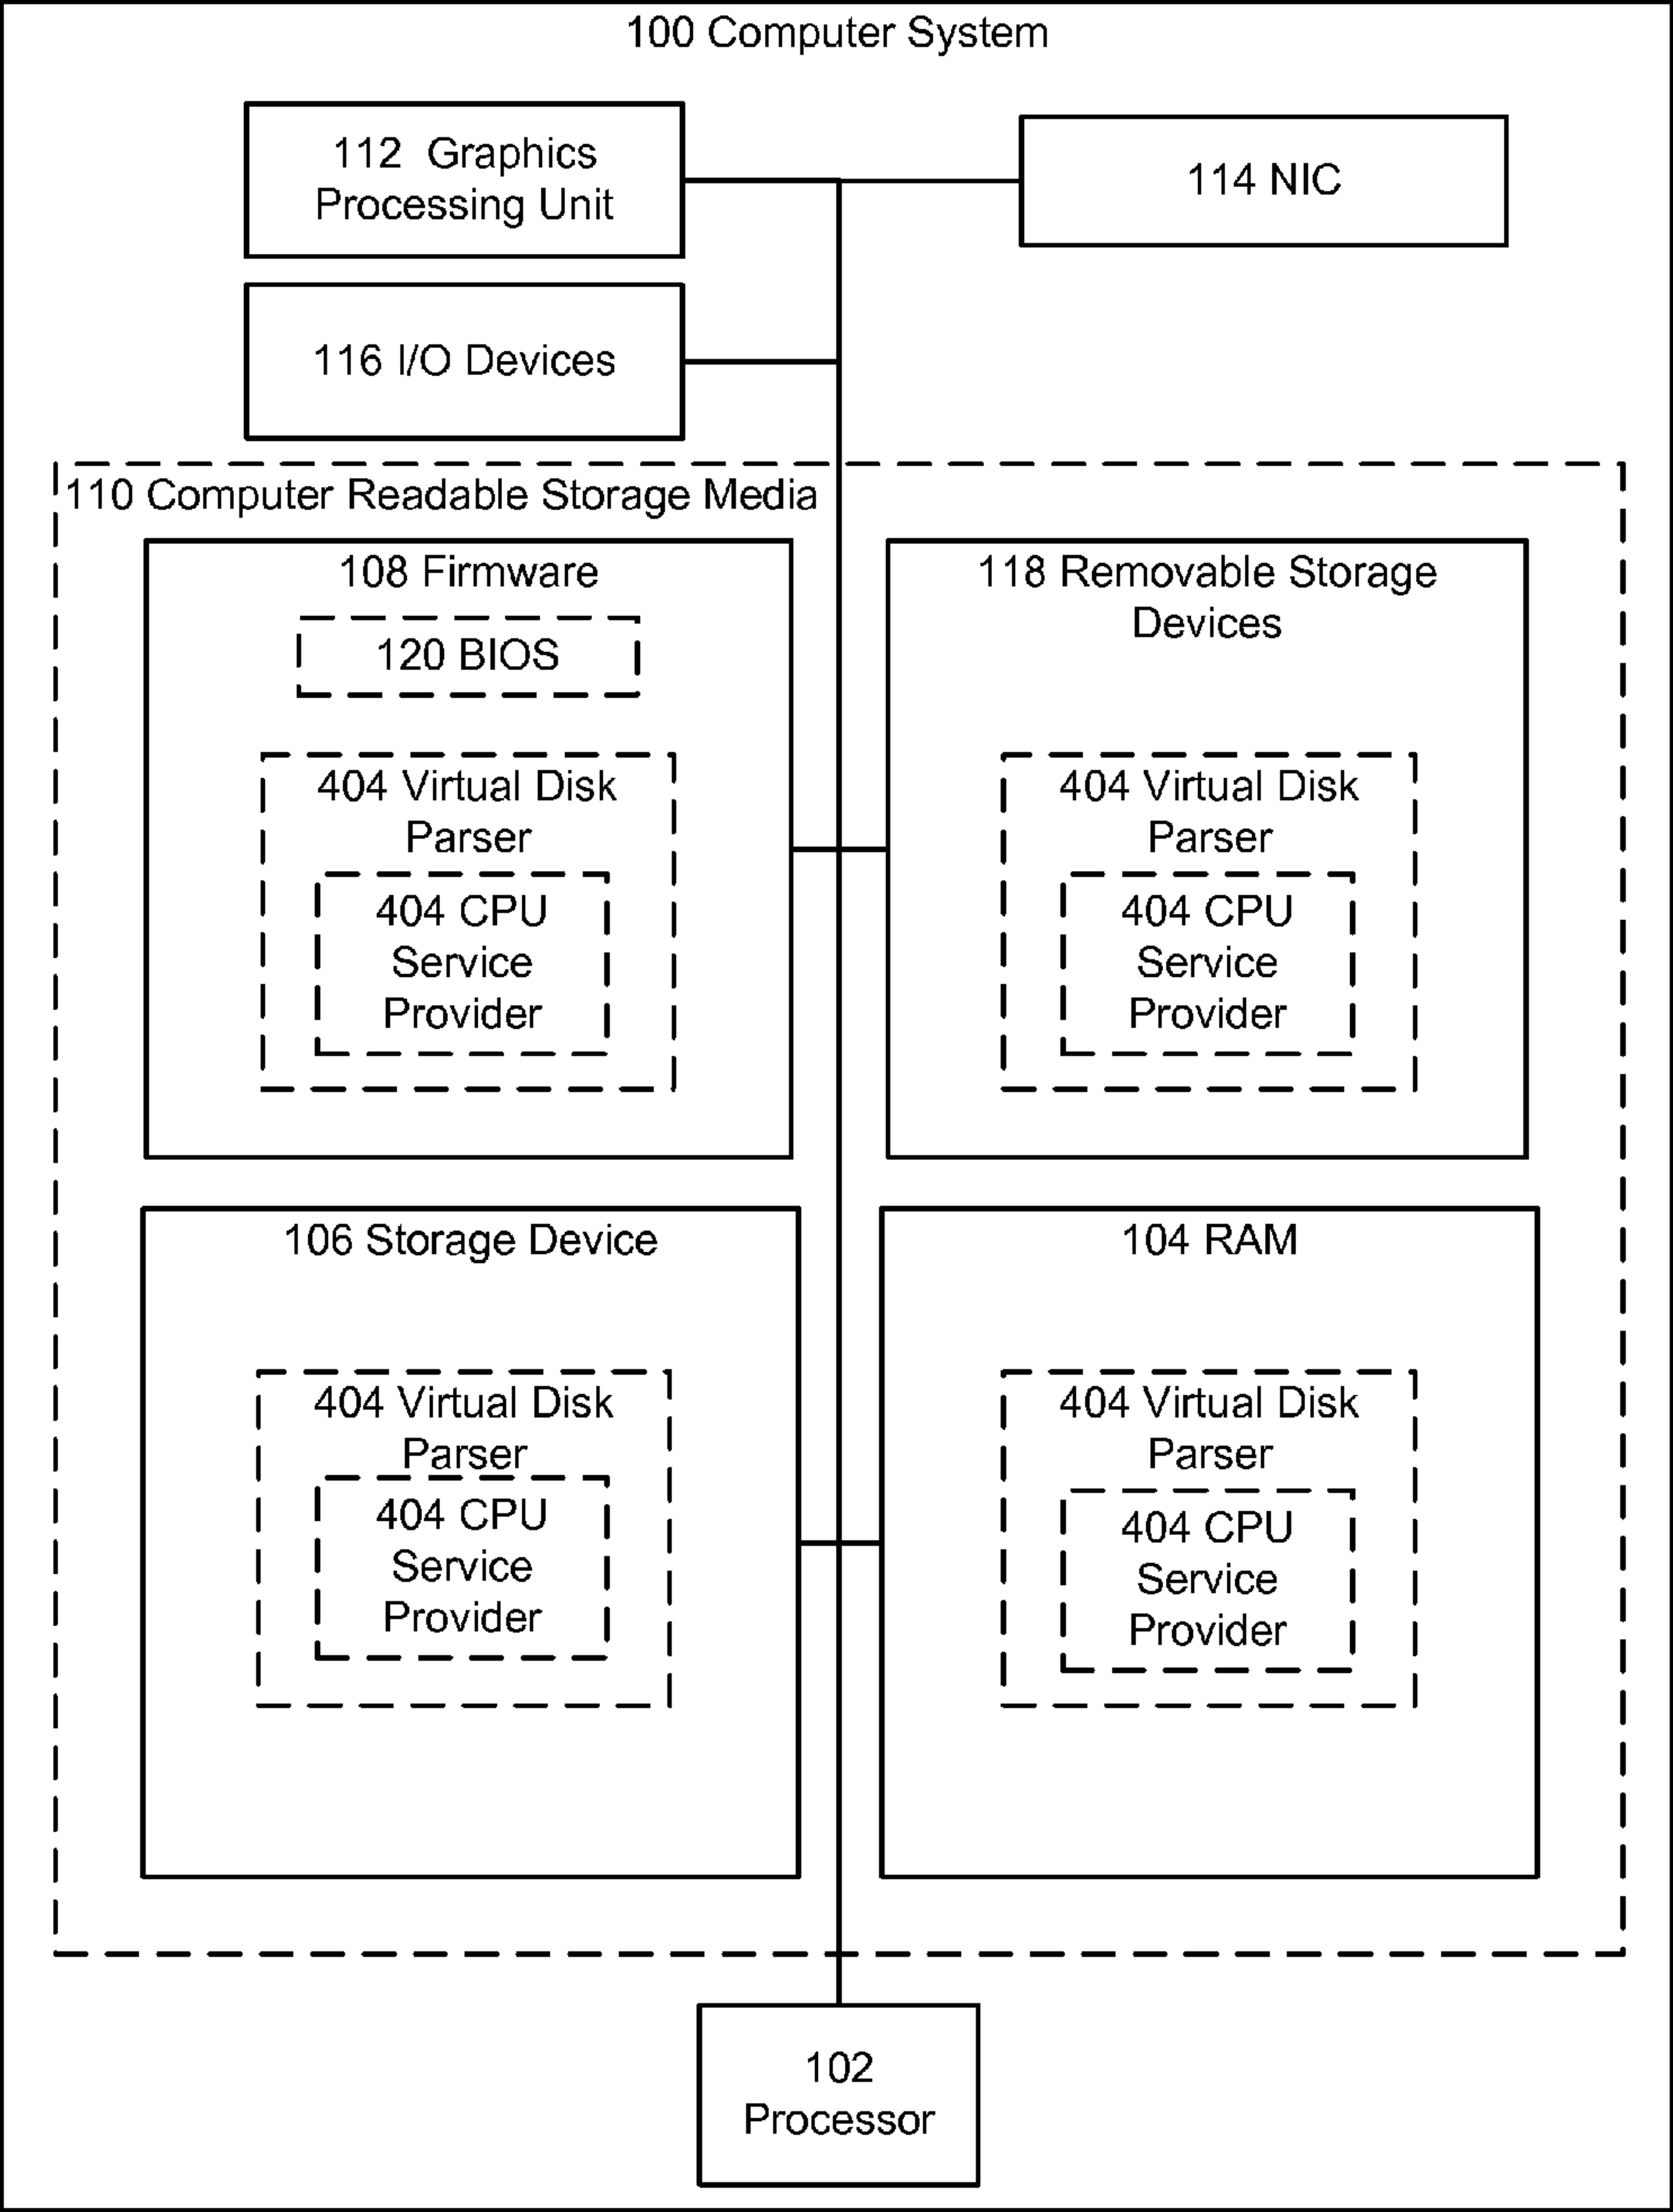 100 Computer System
112 Graphics
Processing Unit
114 NIC
116 I/O Devices
110 Computer Readable Storage Media
108 Firmware
120 BIOS
404 Virtual Disk
Parser
404 CPU
Service
Provider
118 Removable Storage
Devices
404 Virtual Disk
Parser
404 CPU
Service
Provider
106 Storage Device
404 Virtual Disk
Parser
404 CPU
Service
Provider
104 RAM
404 Virtual Disk
Parser
404 CPU
Service
Provider
102
Processor